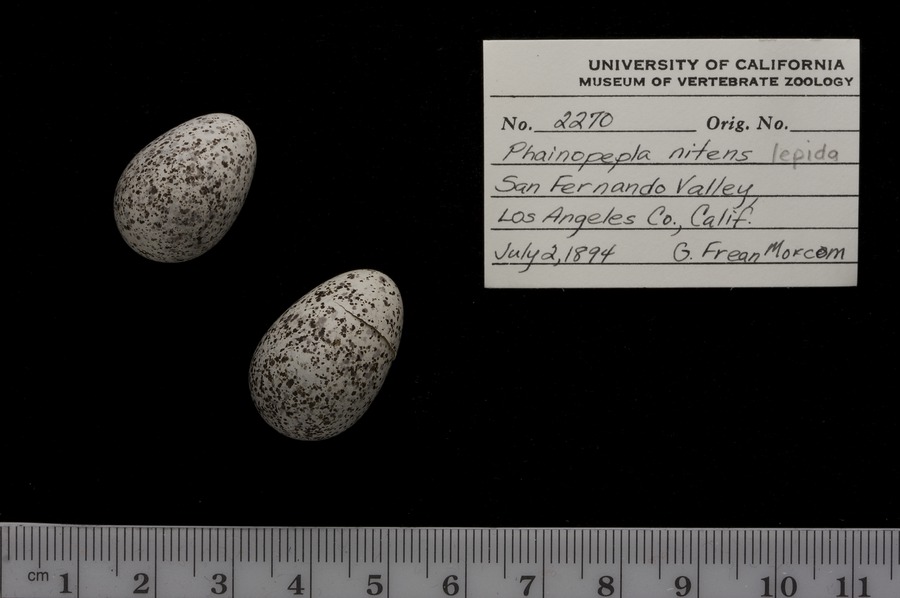 UNIVERSITY OF CALIFORNIA
MUSEUM OF VERTEBRATE ZOOLOGY
No. 2270 Orig. No.
Phainopepla nitens lepida
San Fernando Valley,
Los Angeles Co., Calif.
July 2, 1894 G. Frean Morcom
cm 1 2 3 4 5 6 7 8 9 10 11